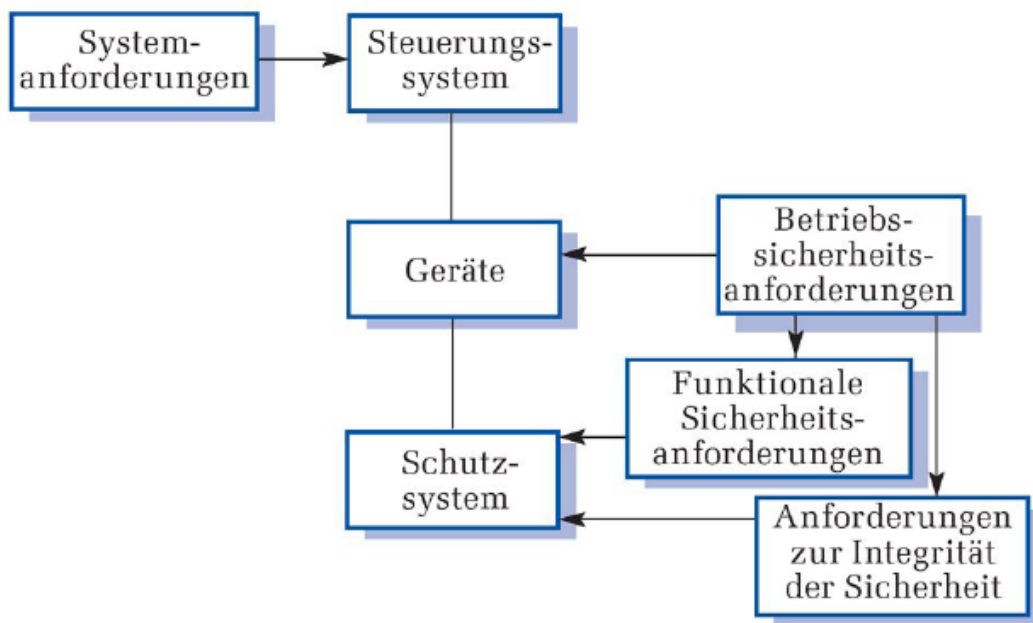 System-
anforderungen
Steuerungs-
system
Geräte
Betriebs-
sicherheits-
anforderungen
Funktionale
Sicherheits-
anforderungen
Schutz-
system
Anforderungen
zur Integrität
der Sicherheit